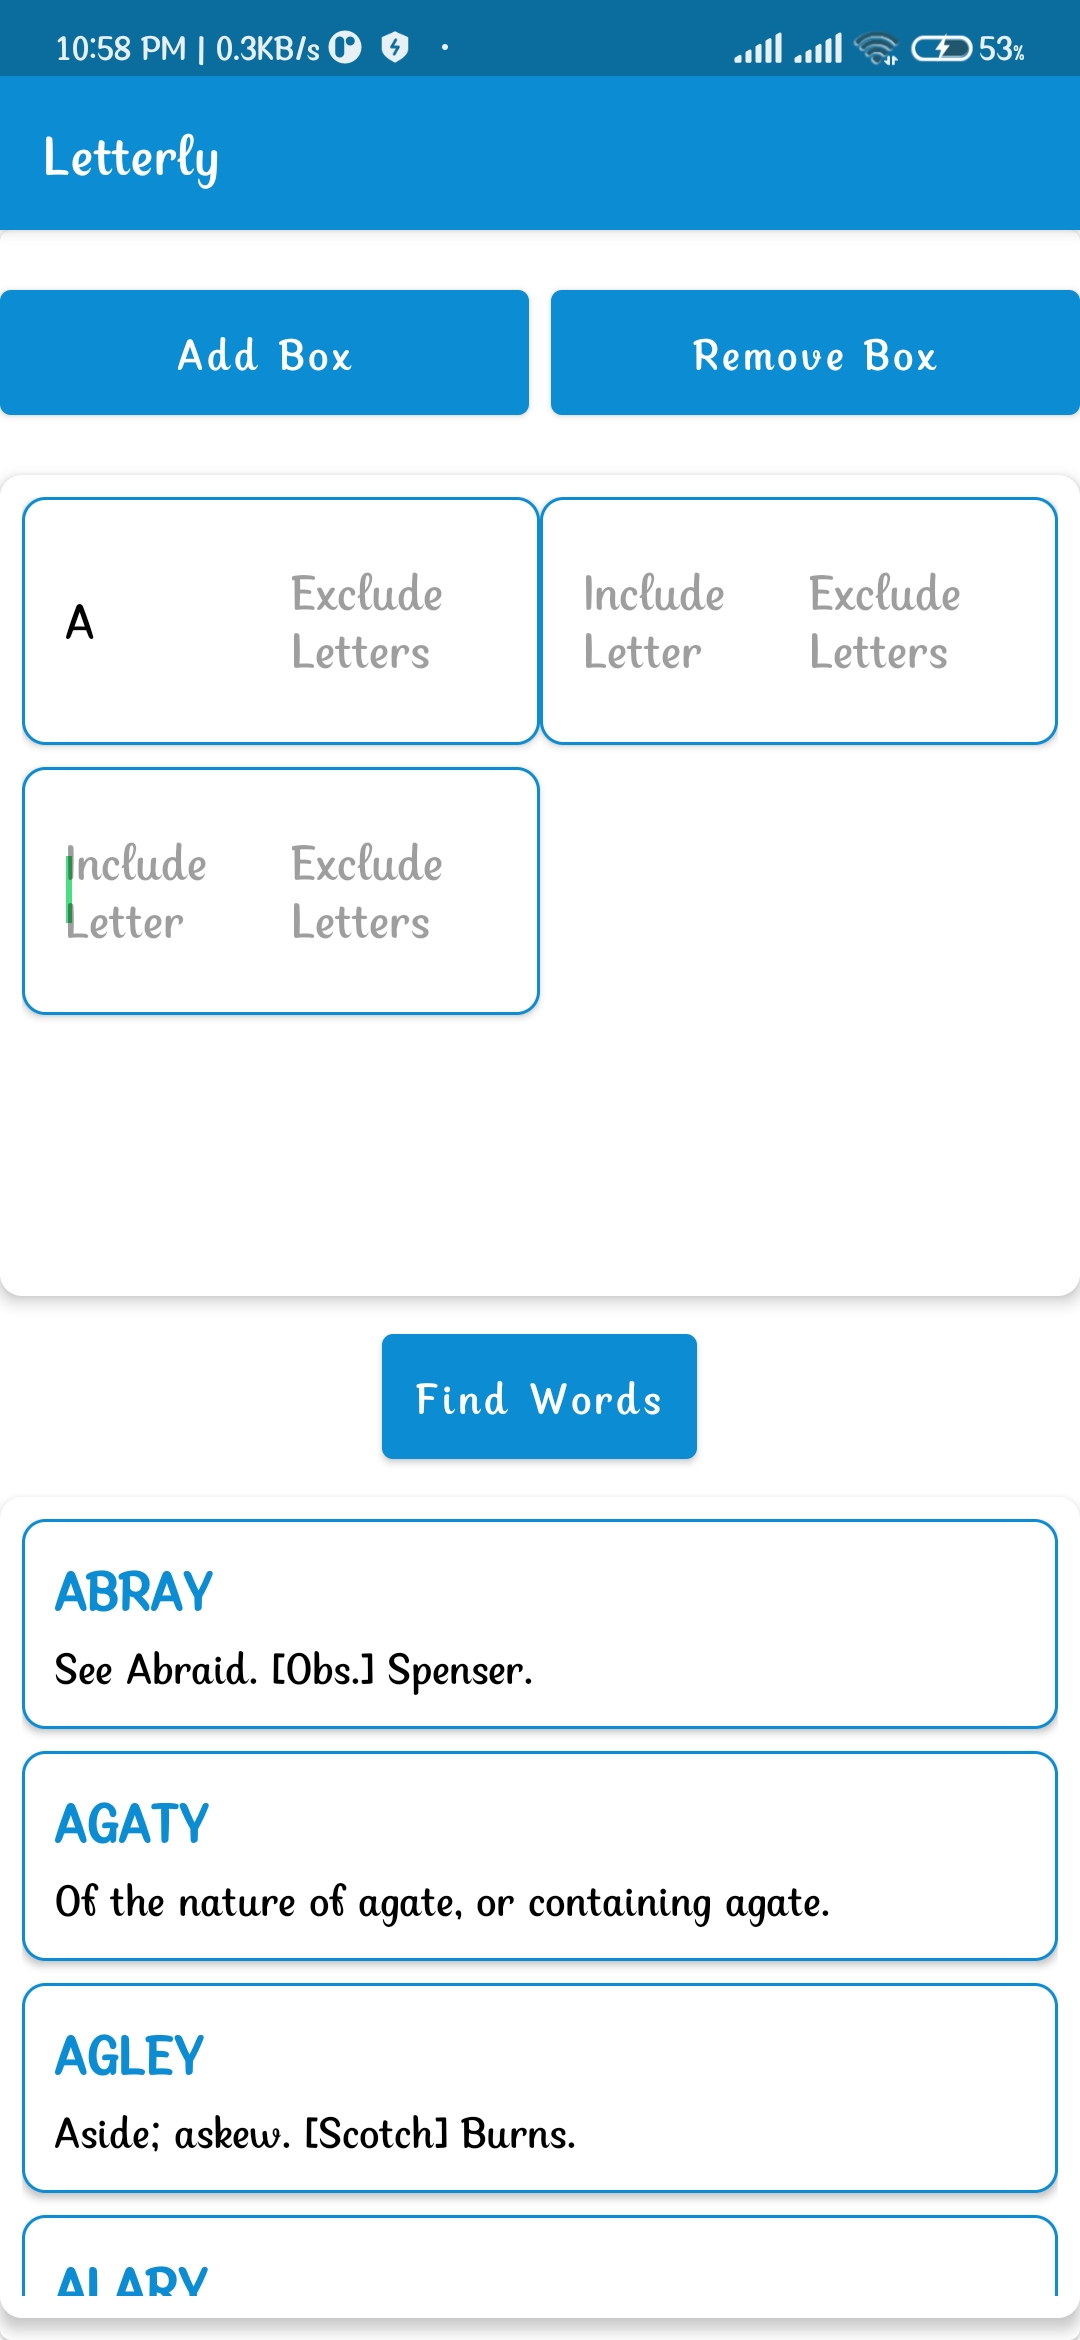 10:58 PM | 0.3KB/s 53%
Letterly
Add Box Remove Box
A Exclude Letters Include Letter Exclude Letters
Include Letter Exclude Letters
Find Words
ABRAY
See Abraid. [Obs.] Spenser.
AGATY
Of the nature of agate, or containing agate.
AGLEY
Aside; askew. [Scotch] Burns.
ALARY